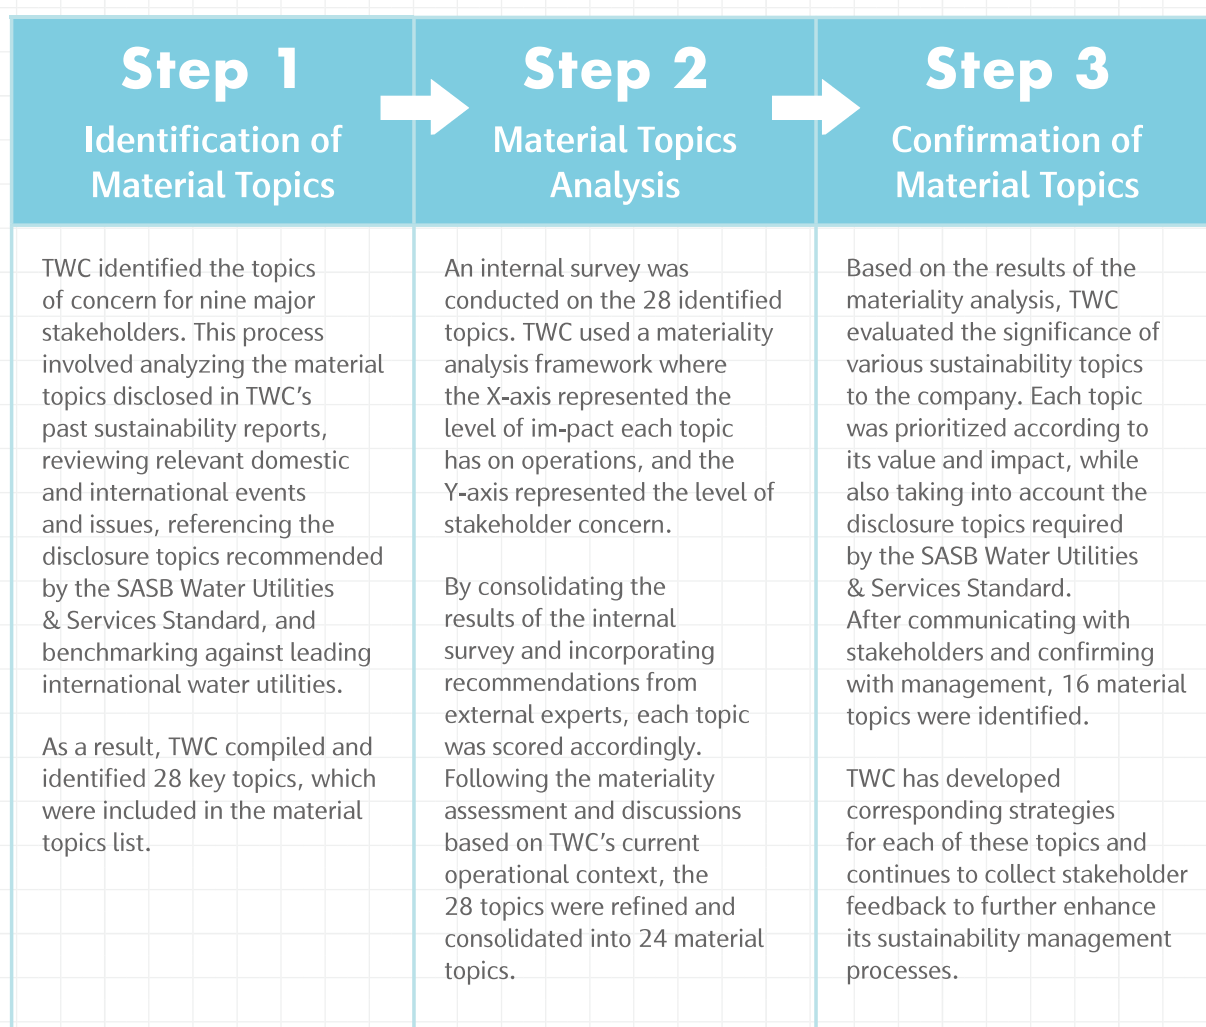 Step 1
Identification of
Material Topics
TWC identified the topics
of concern for nine major
stakeholders. This process
involved analyzing the material
topics disclosed in TWC’s
past sustainability reports,
reviewing relevant domestic
and international events
and issues, referencing the
disclosure topics recommended
by the SASB Water Utilities
& Services Standard, and
benchmarking against leading
international water utilities.
As a result, TWC compiled and
identified 28 key topics, which
were included in the material
topics list.
Step 2
Material Topics
Analysis
An internal survey was
conducted on the 28 identified
topics. TWC used a materiality
analysis framework where
the X-axis represented the
level of im-pact each topic
has on operations, and the
Y-axis represented the level of
stakeholder concern.
By consolidating the
results of the internal
survey and incorporating
recommendations from
external experts, each topic
was scored accordingly.
Following the materiality
assessment and discussions
based on TWC’s current
operational context, the
28 topics were refined and
consolidated into 24 material
topics.
Step 3
Confirmation of
Material Topics
Based on the results of the
materiality analysis, TWC
evaluated the significance of
various sustainability topics
to the company. Each topic
was prioritized according to
its value and impact, while
also taking into account the
disclosure topics required
by the SASB Water Utilities
& Services Standard.
After communicating with
stakeholders and confirming
with management, 16 material
topics were identified.
TWC has developed
corresponding strategies
for each of these topics and
continues to collect stakeholder
feedback to further enhance
its sustainability management
processes.